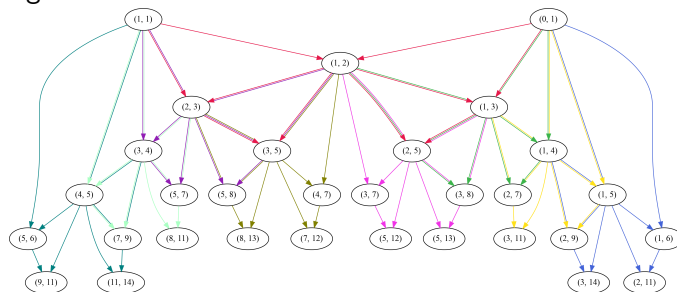 (1, 1) (0, 1)
(1, 2)
(2, 3) (1, 3)
(3, 4) (3, 5) (2, 5) (1, 4)
(4, 5) (5, 7) (5, 8) (4, 7) (3, 7) (3, 8) (2, 7) (1, 5)
(5, 6) (7, 9) (8, 11) (8, 13) (7, 12) (5, 12) (5, 13) (3, 11) (2, 9) (1, 6)
(9, 11) (11, 14) (3, 14) (2, 11)